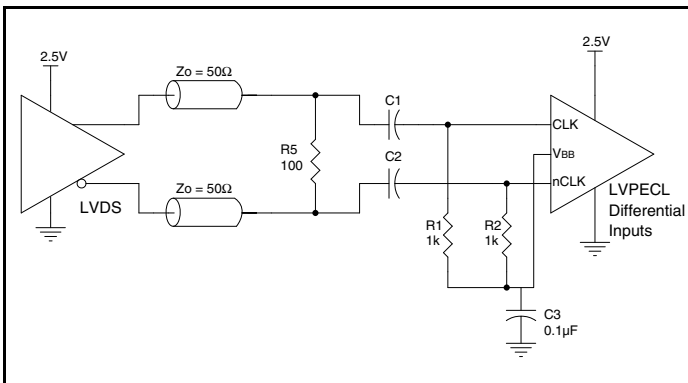 2.5V
2.5V
Zo = 50Ω
C1
CLK
R5
100
C2
VBB
Zo = 50Ω
nCLK
LVDS
LVPECL
Differential
Inputs
R1
1k
R2
1k
C3
0.1µF